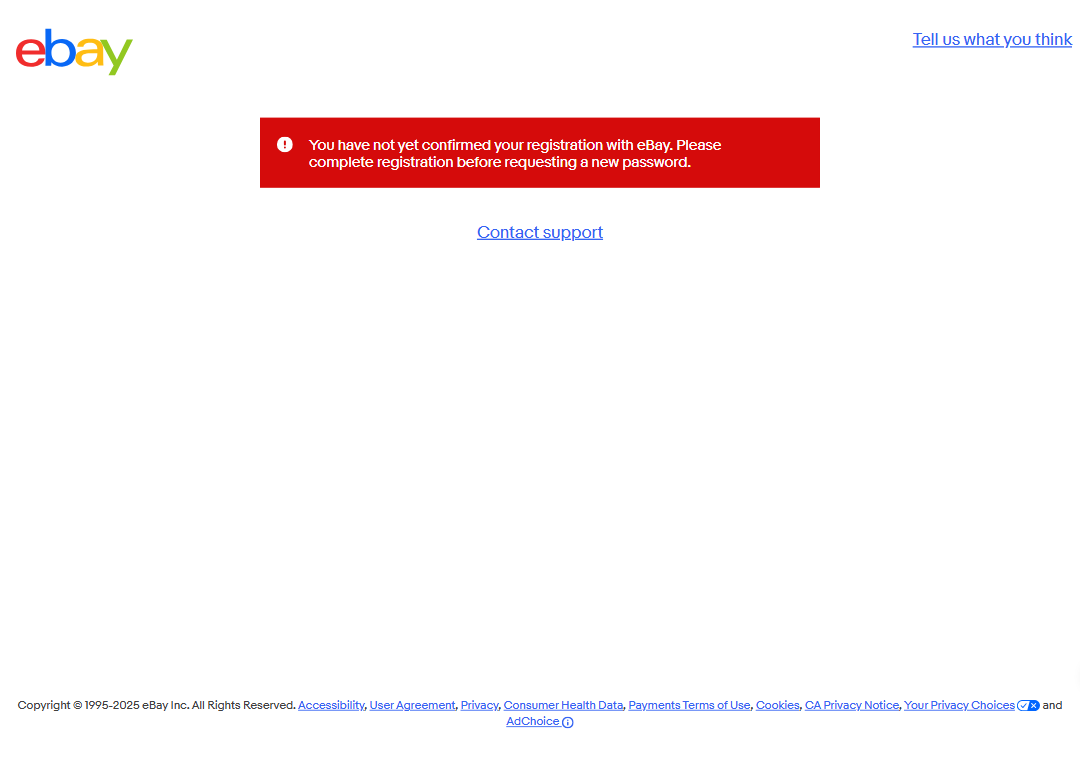 ebay
Tell us what you think
You have not yet confirmed your registration with eBay. Please
complete registration before requesting a new password.
Contact support
Copyright © 1995-2025 eBay Inc. All Rights Reserved. Accessibility, User Agreement, Privacy, Consumer Health Data, Payments Terms of Use, Cookies, CA Privacy Notice, Your Privacy Choices and
AdChoice